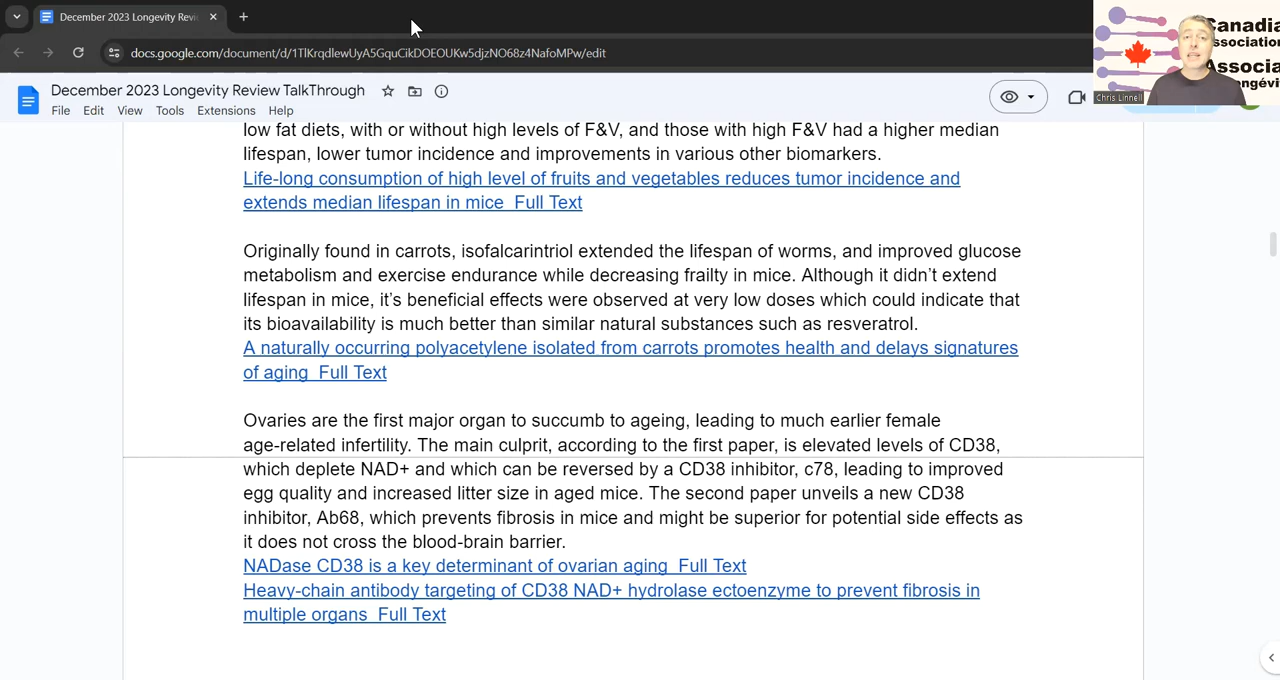 December 2023 Longevity Revi
docs.google.com/document/d/1TlKrqdlewUyA5GquCikDOEOUKw5djzNO68z4NafoMPw/edit
Canadia
Association
Associa
longévit
Chris Linnell
December 2023 Longevity Review TalkThrough
File Edit View Tools Extensions Help
low fat diets, with or without high levels of F&V, and those with high F&V had a higher median
lifespan, lower tumor incidence and improvements in various other biomarkers.
Life-long consumption of high level of fruits and vegetables reduces tumor incidence and
extends median lifespan in mice Full Text
Originally found in carrots, isofalcarintriol extended the lifespan of worms, and improved glucose
metabolism and exercise endurance while decreasing frailty in mice. Although it didn't extend
lifespan in mice, it's beneficial effects were observed at very low doses which could indicate that
its bioavailability is much better than similar natural substances such as resveratrol.
A naturally occurring polyacetylene isolated from carrots promotes health and delays signatures
of aging Full Text
Ovaries are the first major organ to succumb to ageing, leading to much earlier female
age-related infertility. The main culprit, according to the first paper, is elevated levels of CD38,
which deplete NAD+ and which can be reversed by a CD38 inhibitor, c78, leading to improved
egg quality and increased litter size in aged mice. The second paper unveils a new CD38
inhibitor, Ab68, which prevents fibrosis in mice and might be superior for potential side effects as
it does not cross the blood-brain barrier.
NADase CD38 is a key determinant of ovarian aging Full Text
Heavy-chain antibody targeting of CD38 NAD+ hydrolase ectoenzyme to prevent fibrosis in
multiple organs Full Text